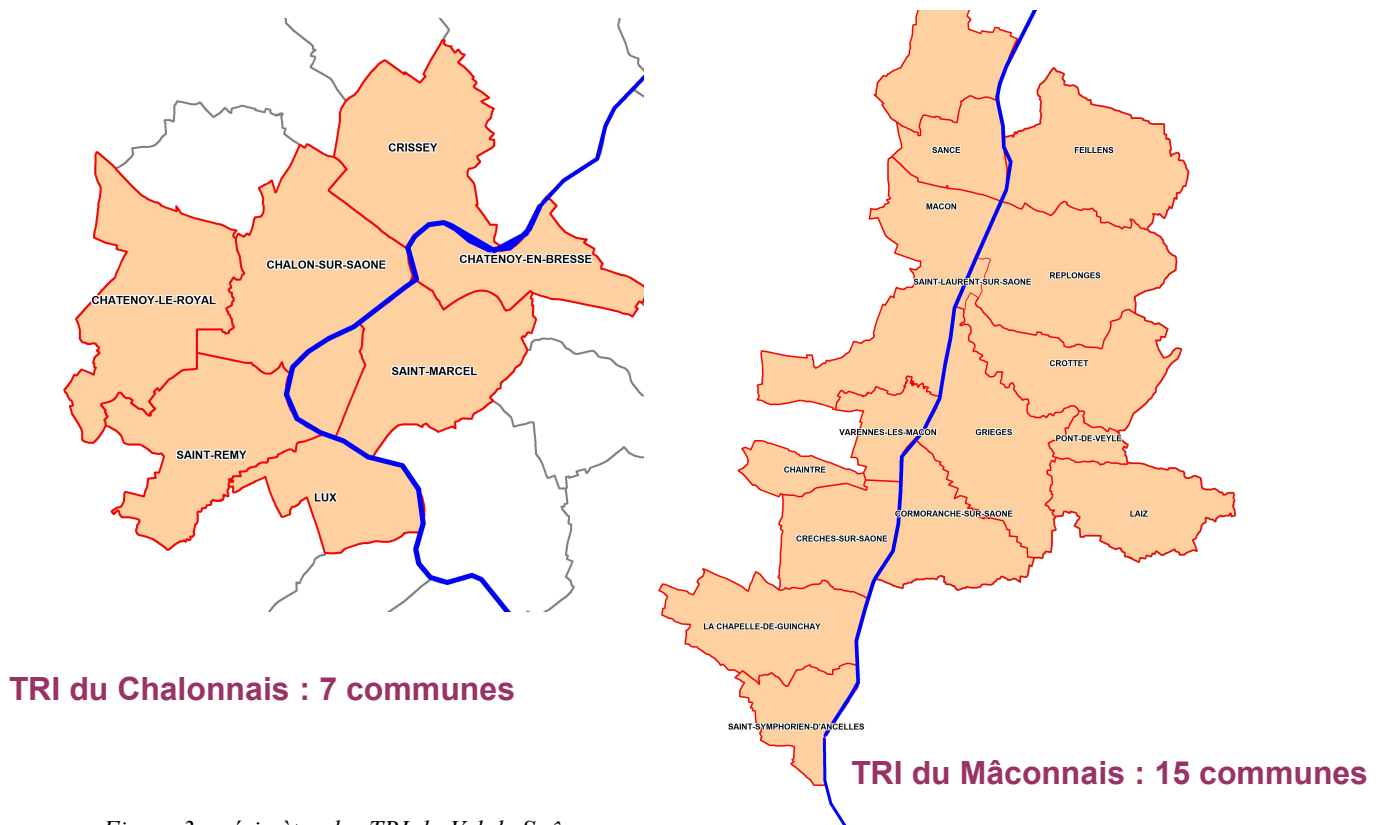 CRISSEY
CHALON-SUR-SAONE
CHATENOY-EN-BRESSE
CHATENOY-LE-ROYAL
SAINT-MARCEL
SAINT-REMY
LUX
TRI du Chalonnais : 7 communes
SANCE
FEILLENS
MACON
SAINT-LAURENT-SUR-SAONE
REPLONGES
CROTTET
VARENNES-LES-MACON
GRIEGES
PONT-DE-VEYLE
CHAINTRE
CORMORANCHE-SUR-SAONE
LAIZ
CRECHES-SUR-SAONE
LA CHAPELLE-DE-GUINCHAY
SAINT-SYMPHORIEN-D'ANCELLES
TRI du Mâconnais : 15 communes